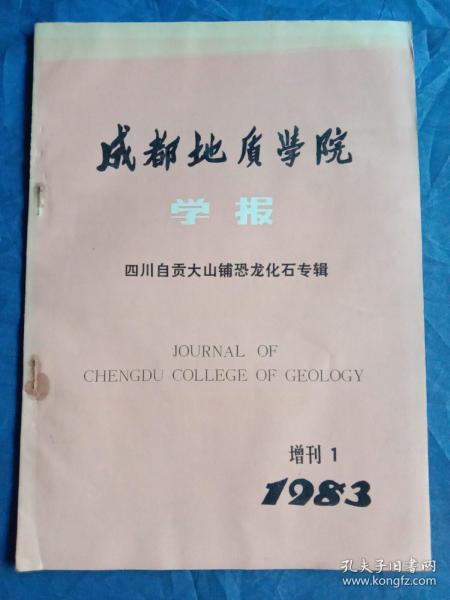 成都地质学院
学报
四川自贡大山铺恐龙化石专辑
JOURNAL OF
CHENGDU COLLEGE OF GEOLOGY
增刊 1
1983
孔夫子旧书网
www.kongfz.com